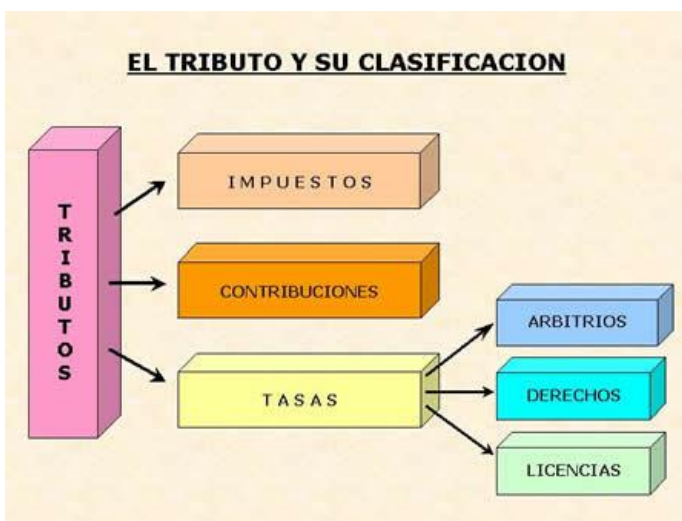 EL TRIBUTO Y SU CLASIFICACION
TRIBUTOS
IMPUESTOS
CONTRIBUCIONES
TASAS
ARBITRIOS
DERECHOS
LICENCIAS